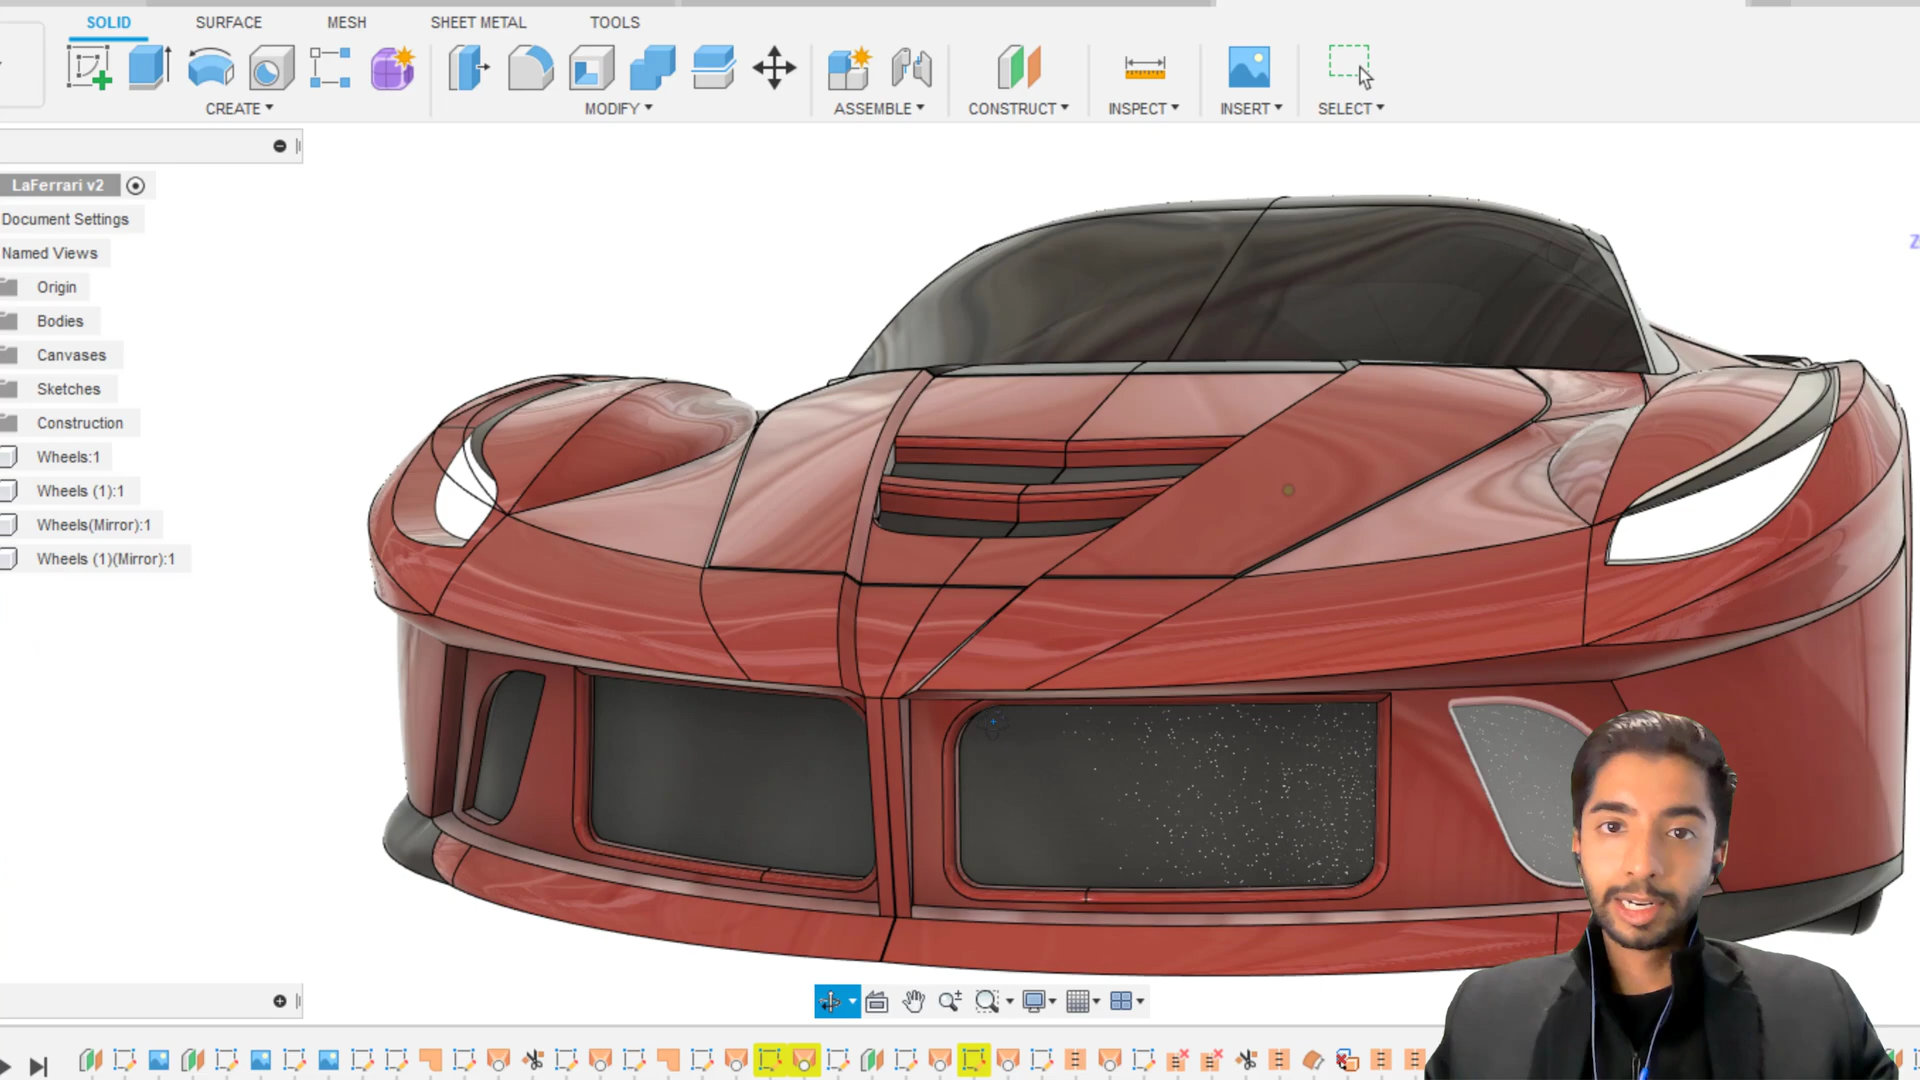 SOLID SURFACE MESH SHEET METAL TOOLS
CREATE MODIFY ASSEMBLE CONSTRUCT INSPECT INSERT SELECT
LaFerrari v2
Document Settings
Named Views
Origin
Bodies
Canvases
Sketches
Construction
Wheels:1
Wheels (1):1
Wheels(Mirror):1
Wheels (1)(Mirror):1
Z